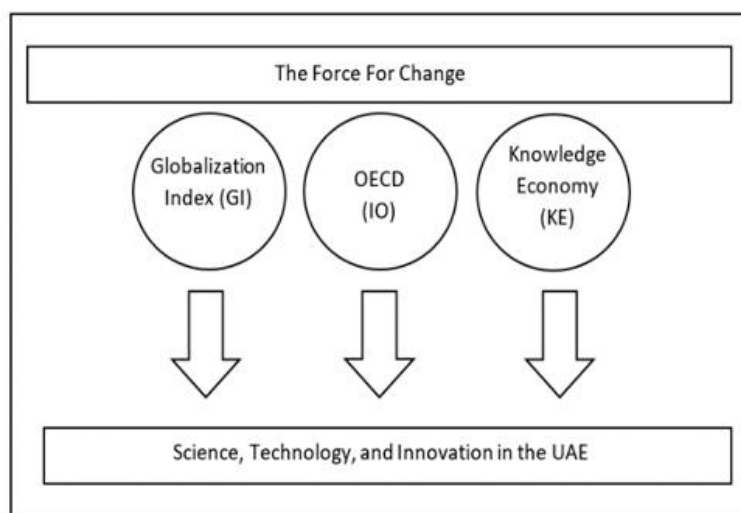 The Force For Change
Globalization
Index (GI)
OECD
(IO)
Knowledge
Economy
(KE)
Science, Technology, and Innovation in the UAE